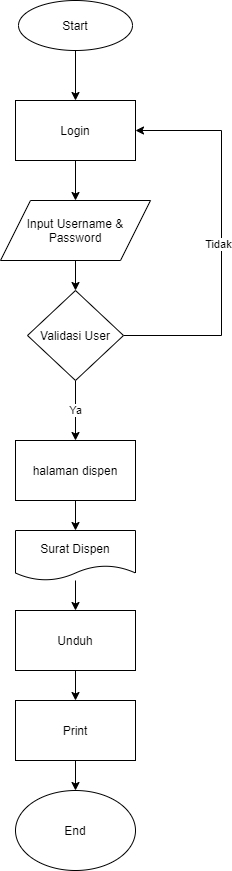 Start
Login
Input Username &
Password
Validasi User
Tidak
Ya
halaman dispen
Surat Dispen
Unduh
Print
End